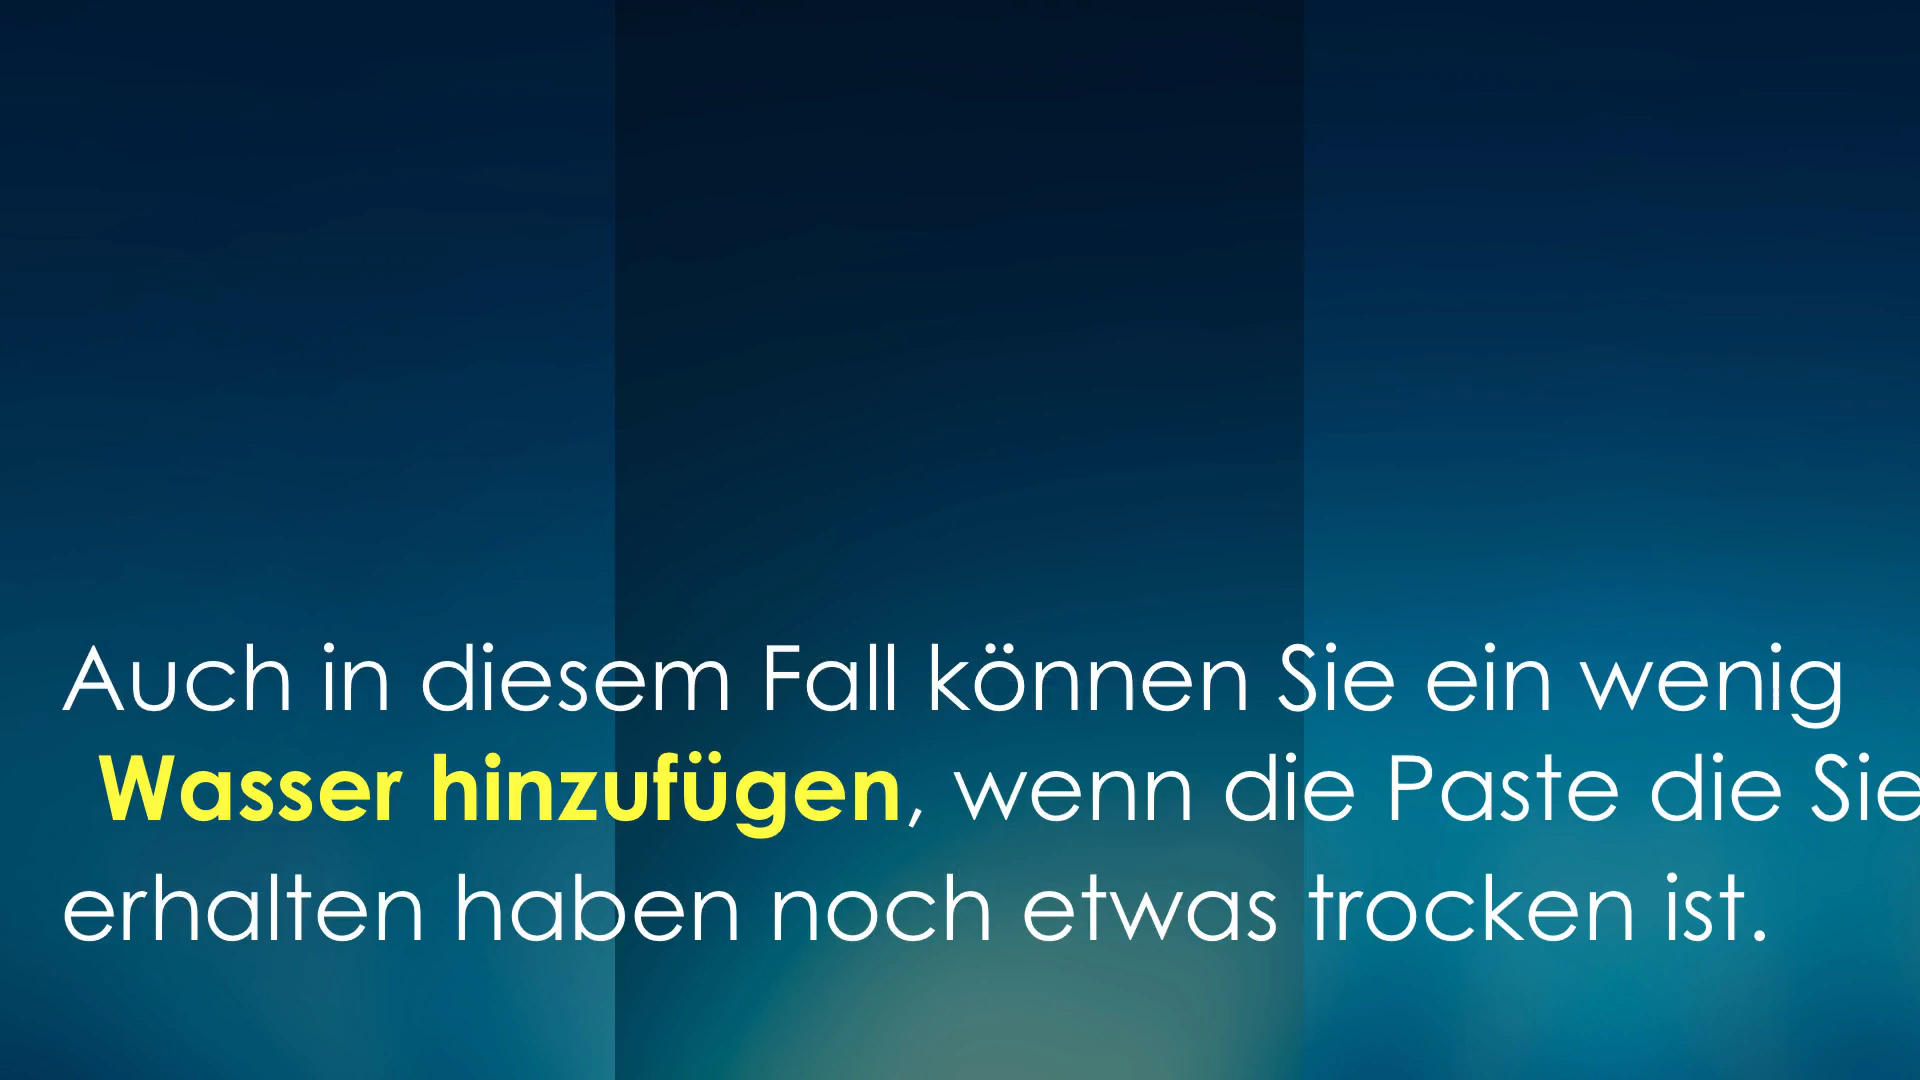 Auch in diesem Fall können Sie ein wenig
Wasser hinzufügen, wenn die Paste die Sie
erhalten haben noch etwas trocken ist.